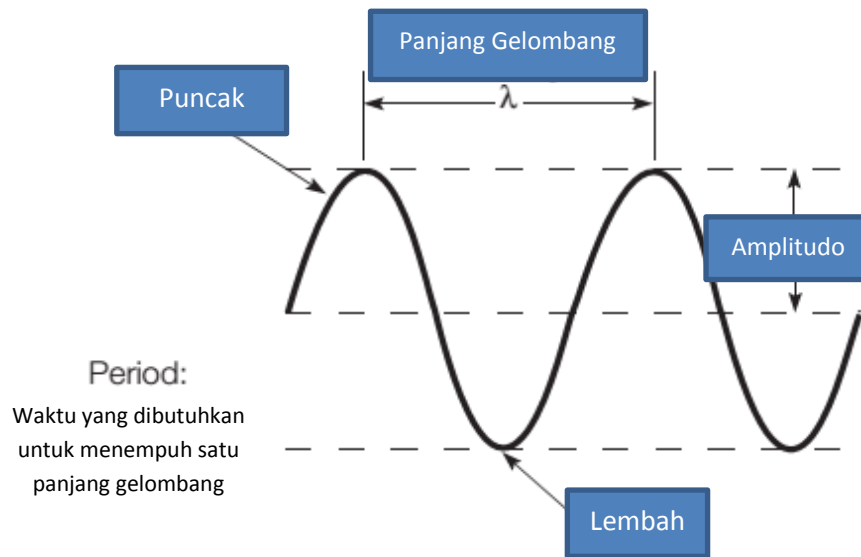 Panjang Gelombang
Puncak
λ
Amplitudo
Period:
Waktu yang dibutuhkan
untuk menempuh satu
panjang gelombang
Lembah